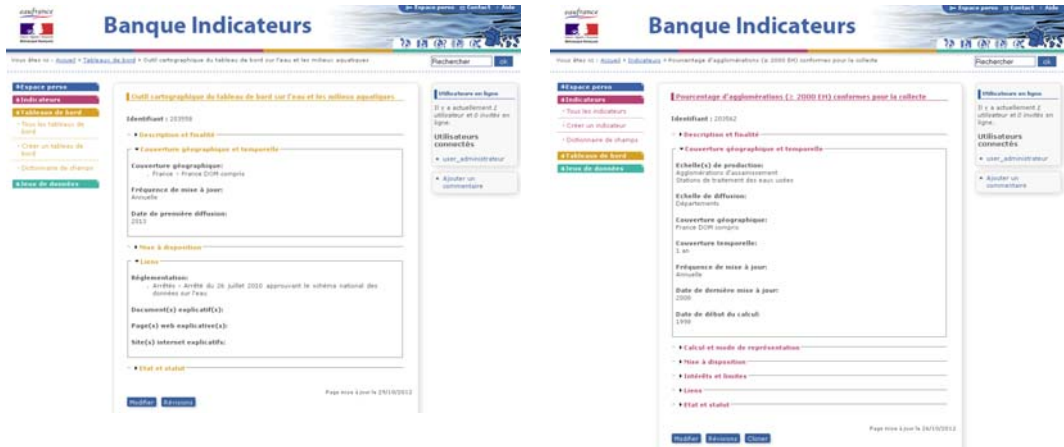 eaufrance
Banque Indicateurs
Espace perso Contact Aide
Vous êtes ici : Accueil » Tableaux de bord » Outil cartographique du tableau de bord sur l'eau et les milieux aquatiques
Rechercher ok
Espace perso
Indicateurs
Tableaux de bord
Tous les tableaux de
bord
Créer un tableau de
bord
Dictionnaire de champs
Jeux de données
Outil cartographique du tableau de bord sur l'eau et les milieux aquatiques
Identifiant : 203558
Description et finalité
Couverture géographique et temporelle
Couverture géographique:
France - France DOM compris
Fréquence de mise à jour:
Annuelle
Date de première diffusion:
2013
Mise à disposition
Liens
Réglementation:
Arrêtés - Arrêté du 26 juillet 2010 approuvant le schéma national des
données sur l'eau
Document(s) explicatif(s):
Page(s) web explicative(s):
Site(s) internet explicatifs:
Etat et statut
Page mise à jour le 29/10/2012
Modifier Révisions
Utilisateurs en ligne
Il y a actuellement 1
utilisateur et 0 invités en
ligne.
Utilisateurs
connectés
user_administrateur
Ajouter un
commentaire
eaufrance
Banque Indicateurs
Espace perso Contact Aide
Vous êtes ici : Accueil » Indicateurs » Pourcentage d'agglomérations (≥ 2000 EH) conformes pour la collecte
Rechercher ok
Espace perso
Indicateurs
Tous les indicateurs
Créer un indicateur
Dictionnaire de champs
Tableaux de bord
Jeux de données
Pourcentage d'agglomérations (≥ 2000 EH) conformes pour la collecte
Identifiant : 203562
Description et finalité
Couverture géographique et temporelle
Echelle(s) de production:
Agglomérations d'assainissement
Stations de traitement des eaux usées
Echelle de diffusion:
Départements
Couverture géographique:
France DOM compris
Couverture temporelle:
1 an
Fréquence de mise à jour:
Annuelle
Date de dernière mise à jour:
2008
Date de début du calcul:
1998
Calcul et mode de représentation
Mise à disposition
Intérêts et limites
Liens
Etat et statut
Page mise à jour le 26/10/2012
Modifier Révisions Cloner
Utilisateurs en ligne
Il y a actuellement 1
utilisateur et 0 invités en
ligne.
Utilisateurs
connectés
user_administrateur
Ajouter un
commentaire